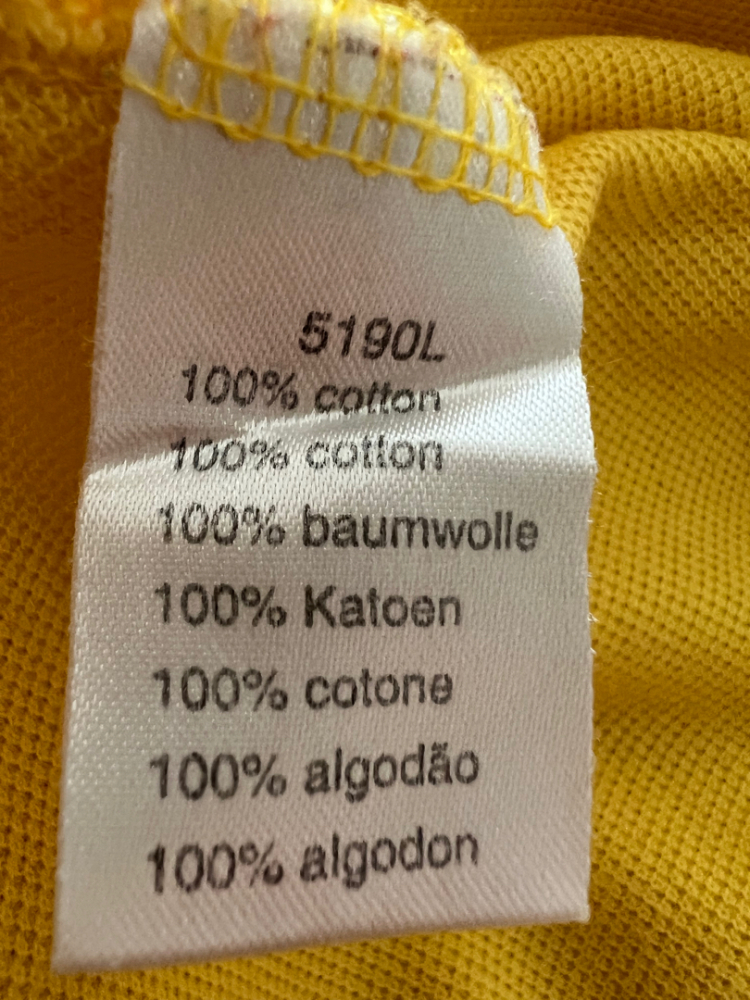 5190L
100% cotton
100% cotton
100% baumwolle
100% Katoen
100% cotone
100% algodão
100% algodon